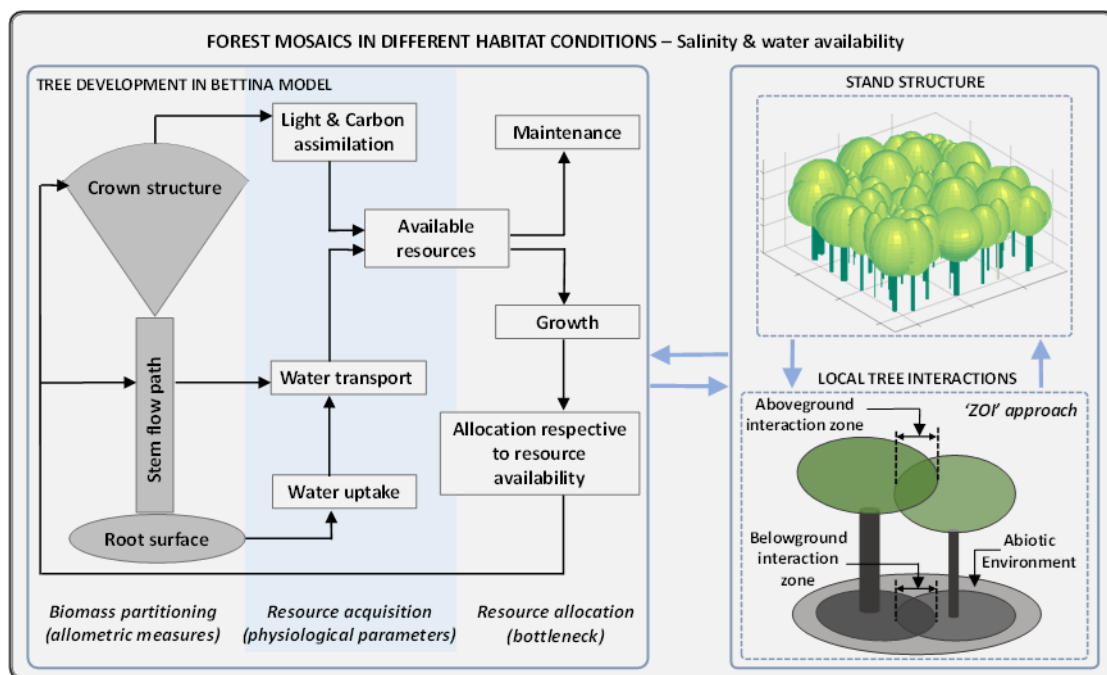 FOREST MOSAICS IN DIFFERENT HABITAT CONDITIONS – Salinity & water availability
TREE DEVELOPMENT IN BETTINA MODEL
Light & Carbon
assimilation
Maintenance
Crown structure
Available
resources
Growth
Stem flow path
Water transport
Allocation respective
to resource
availability
Water uptake
Root surface
Biomass partitioning
(allometric measures)
Resource acquisition
(physiological parameters)
Resource allocation
(bottleneck)
STAND STRUCTURE
LOCAL TREE INTERACTIONS
Aboveground
interaction zone
‘ZOI’ approach
Belowground
interaction
zone
Abiotic
Environment